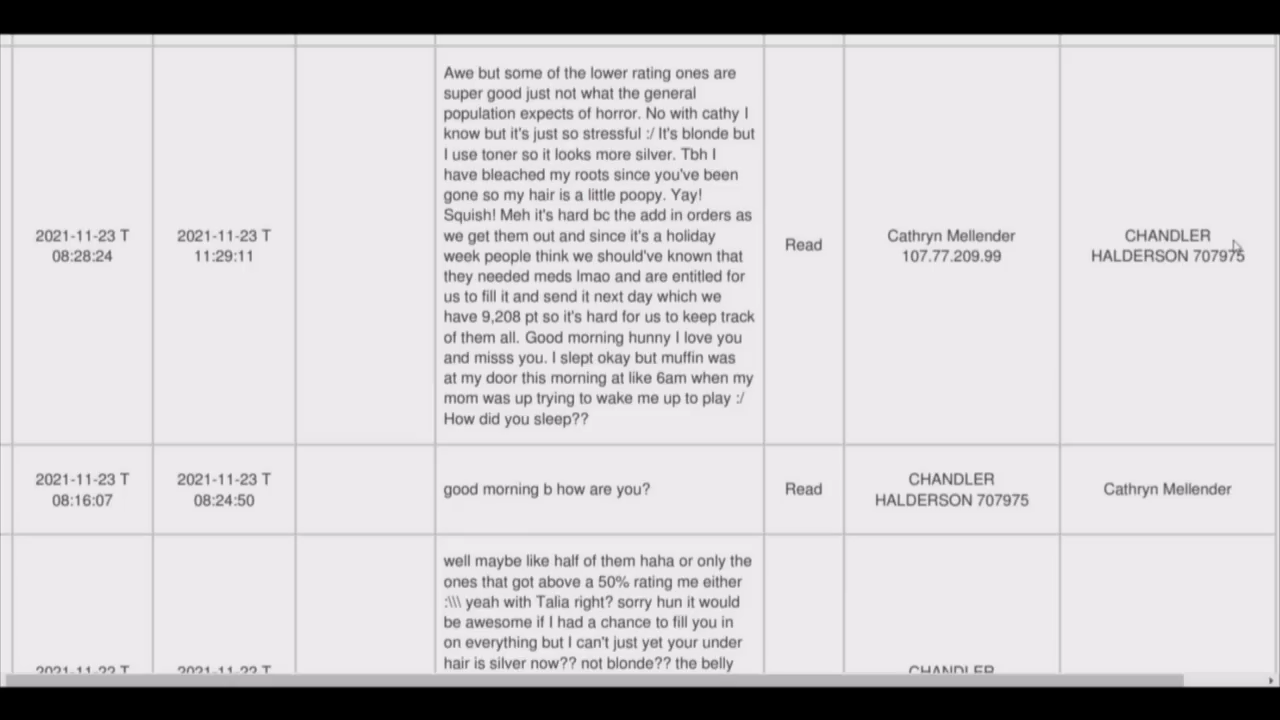 Awe but some of the lower rating ones are
super good just not what the general
population expects of horror. No with cathy I
know but it's just so stressful :/ It's blonde but
I use toner so it looks more silver. Tbh I
have bleached my roots since you've been
gone so my hair is a little poopy. Yay!
Squish! Meh it's hard bc the add in orders as
we get them out and since it's a holiday
week people think we should've known that
they needed meds lmao and are entitled for
us to fill it and send it next day which we
have 9,208 pt so it's hard for us to keep track
of them all. Good morning hunny I love you
and misss you. I slept okay but muffin was
at my door this morning at like 6am when my
mom was up trying to wake me up to play :/
How did you sleep??
2021-11-23 T
08:28:24
2021-11-23 T
11:29:11
Read
Cathryn Mellender
107.77.209.99
CHANDLER
HALDERSON 707975
2021-11-23 T
08:16:07
2021-11-23 T
08:24:50
good morning b how are you?
Read
CHANDLER
HALDERSON 707975
Cathryn Mellender
well maybe like half of them haha or only the
ones that got above a 50% rating me either
:\\\ yeah with Talia right? sorry hun it would
be awesome if I had a chance to fill you in
on everything but I can't just yet your under
hair is silver now?? not blonde?? the belly
2021-11-22 T
2021-11-22 T
CHANDLER